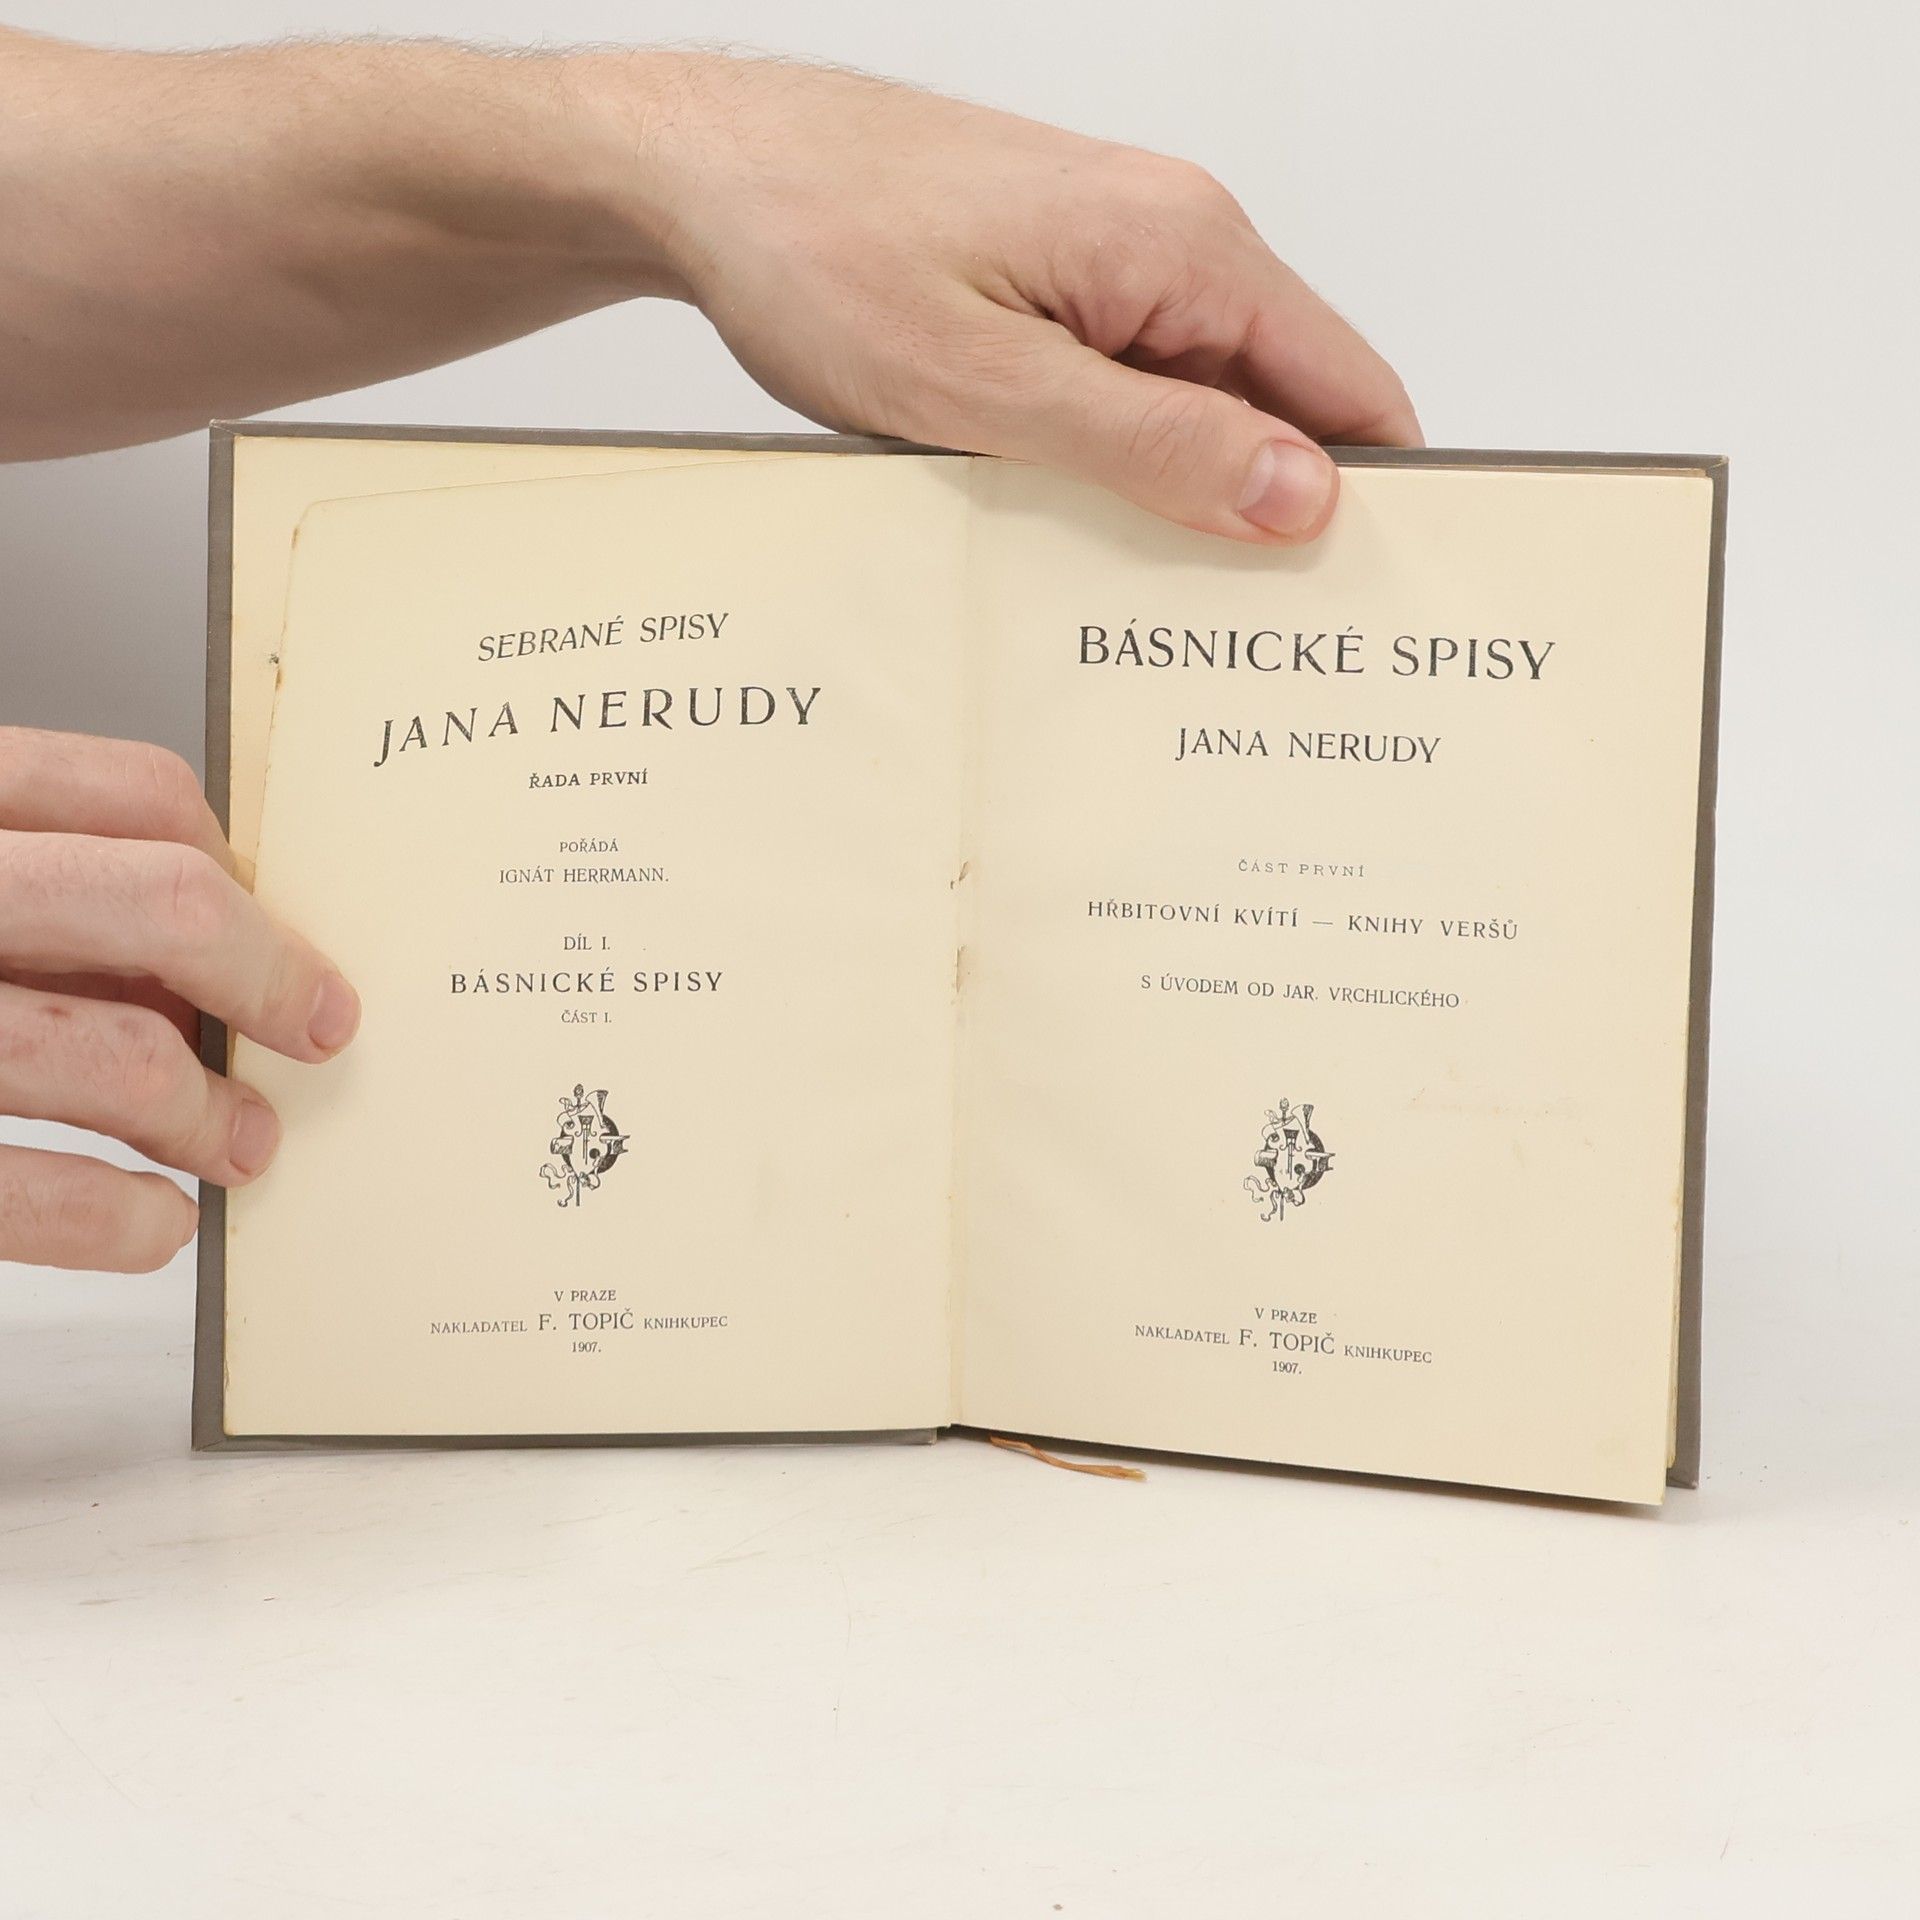 SEBRANÉ SPISY
JANA NERUDY
ŘADA PRVNÍ
POŘÁDÁ
IGNÁT HERRMANN.
DÍL I.
BÁSNICKÉ SPISY
ČÁST I.
V PRAZE
NAKLADATEL F. TOPIČ KNIHKUPEC
1907.
BÁSNICKÉ SPISY
JANA NERUDY
ČÁST PRVNÍ
HŘBITOVNÍ KVÍTÍ — KNIHY VERŠŮ
S ÚVODEM OD JAR. VRCHLICKÉHO
V PRAZE
NAKLADATEL F. TOPIČ KNIHKUPEC
1907.